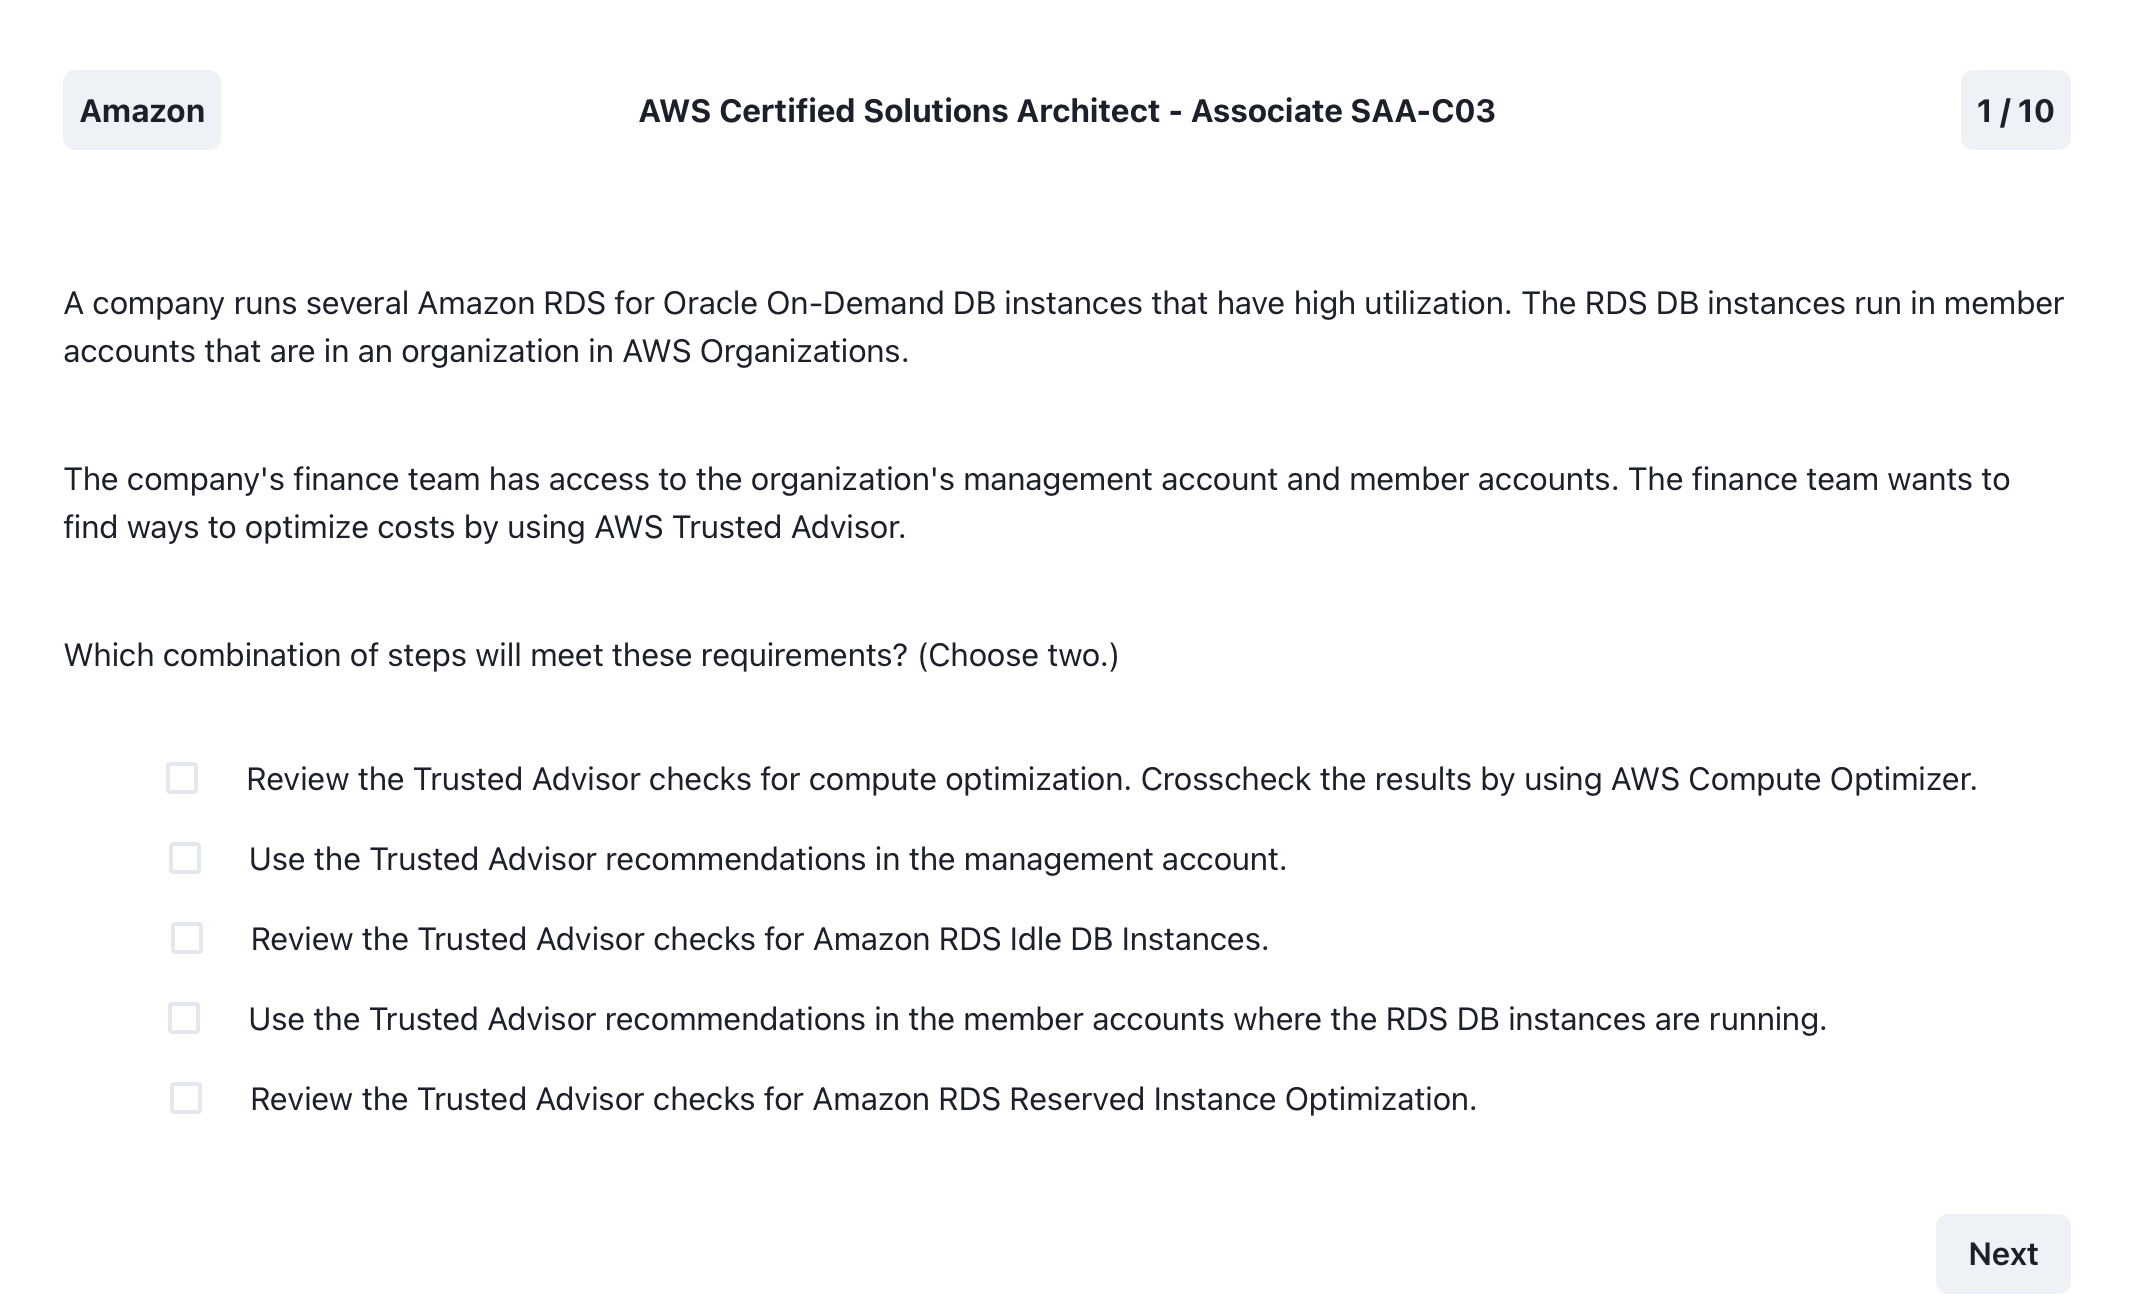 Amazon
AWS Certified Solutions Architect - Associate SAA-C03
1 / 10
A company runs several Amazon RDS for Oracle On-Demand DB instances that have high utilization. The RDS DB instances run in member
accounts that are in an organization in AWS Organizations.
The company's finance team has access to the organization's management account and member accounts. The finance team wants to
find ways to optimize costs by using AWS Trusted Advisor.
Which combination of steps will meet these requirements? (Choose two.)
Review the Trusted Advisor checks for compute optimization. Crosscheck the results by using AWS Compute Optimizer.
Use the Trusted Advisor recommendations in the management account.
Review the Trusted Advisor checks for Amazon RDS Idle DB Instances.
Use the Trusted Advisor recommendations in the member accounts where the RDS DB instances are running.
Review the Trusted Advisor checks for Amazon RDS Reserved Instance Optimization.
Next